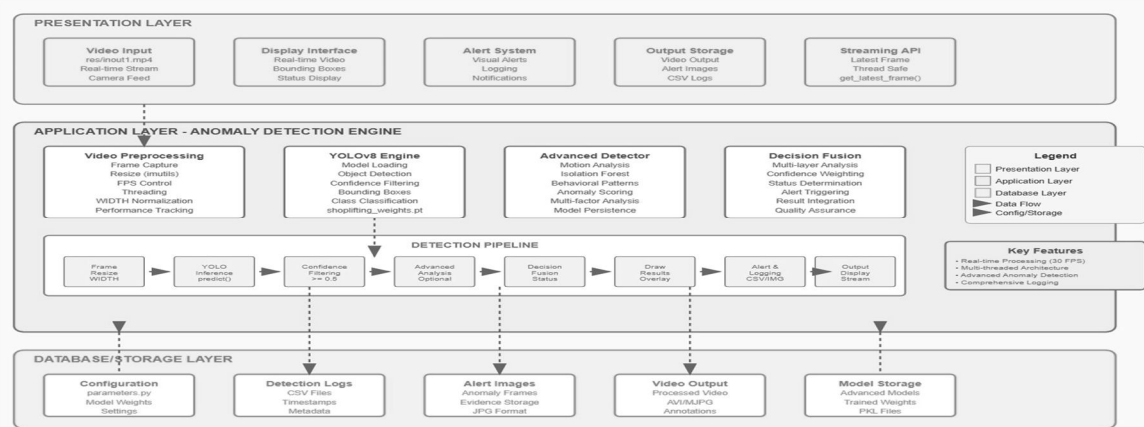 PRESENTATION LAYER
Video Input
res/inout1.mp4
Real-time Stream
Camera Feed
Display Interface
Real-time Video
Bounding Boxes
Status Display
Alert System
Visual Alerts
Logging
Notifications
Output Storage
Video Output
Alert Images
CSV Logs
Streaming API
Latest Frame
Thread Safe
get_latest_frame()
APPLICATION LAYER - ANOMALY DETECTION ENGINE
Video Preprocessing
Frame Capture
Resize (imutils)
FPS Control
Threading
WIDTH Normalization
Performance Tracking
YOLOv8 Engine
Model Loading
Object Detection
Confidence Filtering
Bounding Boxes
Class Classification
shoplifting_weights.pt
Advanced Detector
Motion Analysis
Isolation Forest
Behavioral Patterns
Anomaly Scoring
Multi-factor Analysis
Model Persistence
Decision Fusion
Multi-layer Analysis
Confidence Weighting
Status Determination
Alert Triggering
Result Integration
Quality Assurance
Legend
Presentation Layer
Application Layer
Database Layer
Data Flow
Config/Storage
DETECTION PIPELINE
Frame
Resize
WIDTH
YOLO
Inference
predict()
Confidence
Filtering
>= 0.5
Advanced
Analysis
Optional
Decision
Fusion
Status
Draw
Results
Overlay
Alert &
Logging
CSV/IMG
Output
Display
Stream
Key Features
• Real-time Processing (30 FPS)
• Multi-threaded Architecture
• Advanced Anomaly Detection
• Comprehensive Logging
DATABASE/STORAGE LAYER
Configuration
parameters.py
Model Weights
Settings
Detection Logs
CSV Files
Timestamps
Metadata
Alert Images
Anomaly Frames
Evidence Storage
JPG Format
Video Output
Processed Video
AVI/MJPG
Annotations
Model Storage
Advanced Models
Trained Weights
PKL Files